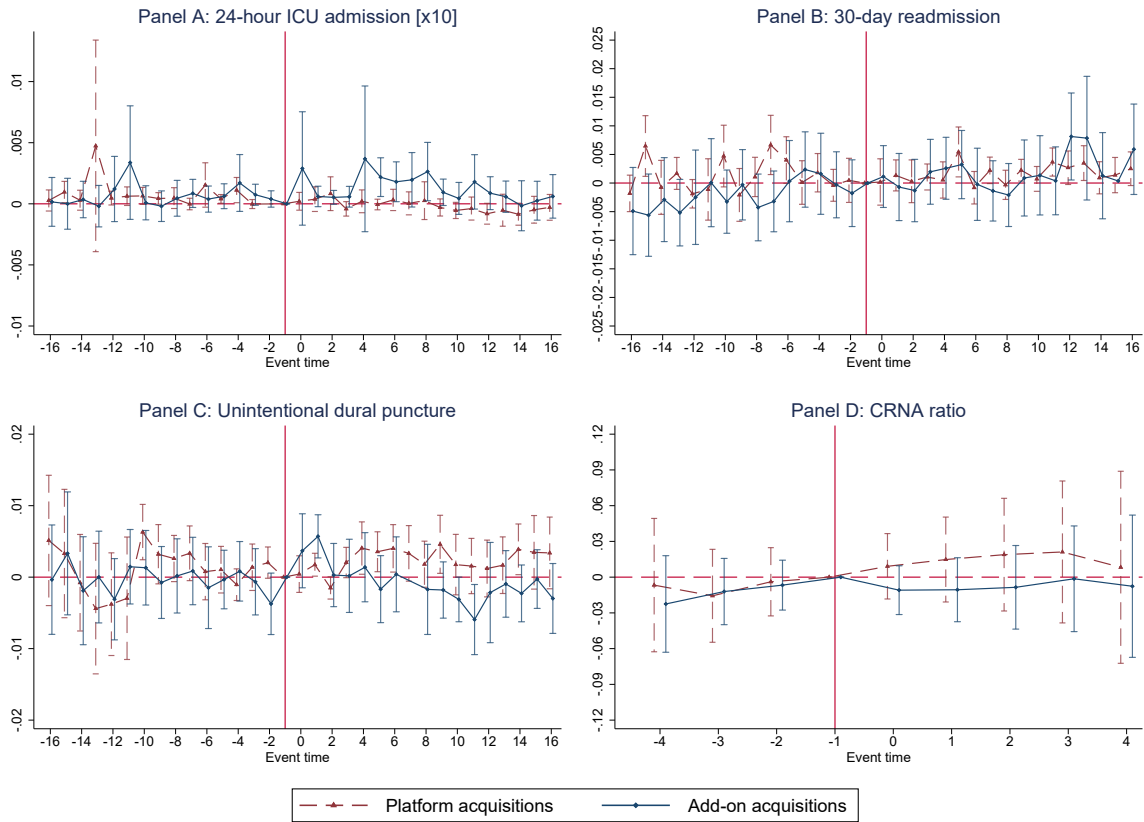 Panel A: 24-hour ICU admission [x10]
.01
.005
0
-.005
-.01
-16 -14 -12 -10 -8 -6 -4 -2 0 2 4 6 8 10 12 14 16
Event time
Panel B: 30-day readmission
.025
.02
.015
.01
.005
0
-.005
-.01
-.015
-.02
-.025
-16 -14 -12 -10 -8 -6 -4 -2 0 2 4 6 8 10 12 14 16
Event time
Panel C: Unintentional dural puncture
.02
.01
0
-.01
-.02
-16 -14 -12 -10 -8 -6 -4 -2 0 2 4 6 8 10 12 14 16
Event time
Panel D: CRNA ratio
.12
.09
.06
.03
0
-.03
-.06
-.09
-.12
-4 -3 -2 -1 0 1 2 3 4
Event time
Platform acquisitions Add-on acquisitions